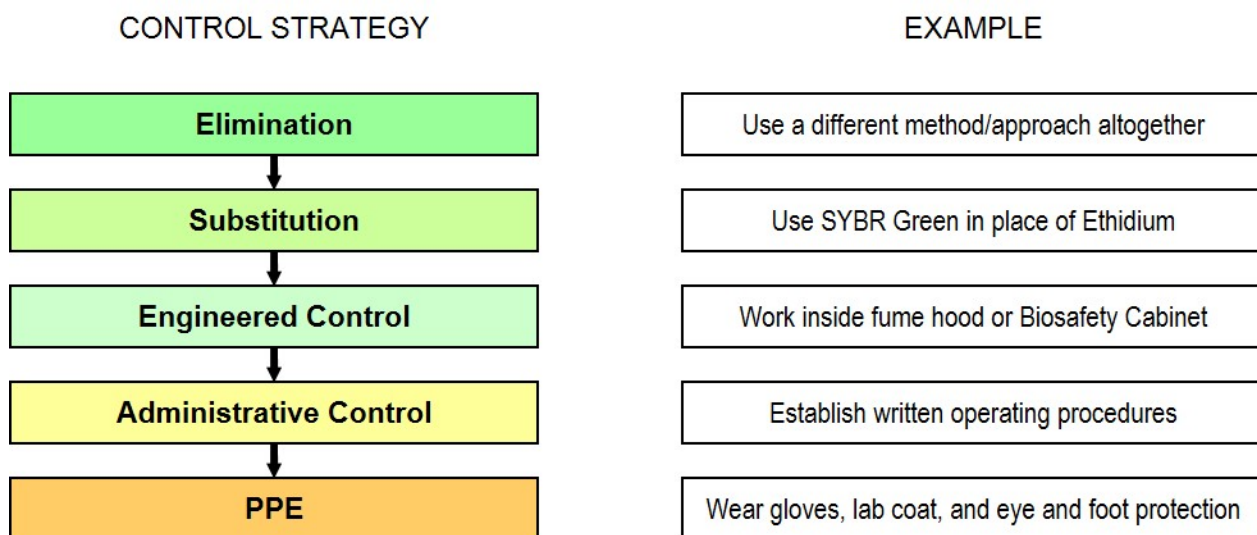 CONTROL STRATEGY
EXAMPLE
Elimination
Use a different method/approach altogether
Substitution
Use SYBR Green in place of Ethidium
Engineered Control
Work inside fume hood or Biosafety Cabinet
Administrative Control
Establish written operating procedures
PPE
Wear gloves, lab coat, and eye and foot protection